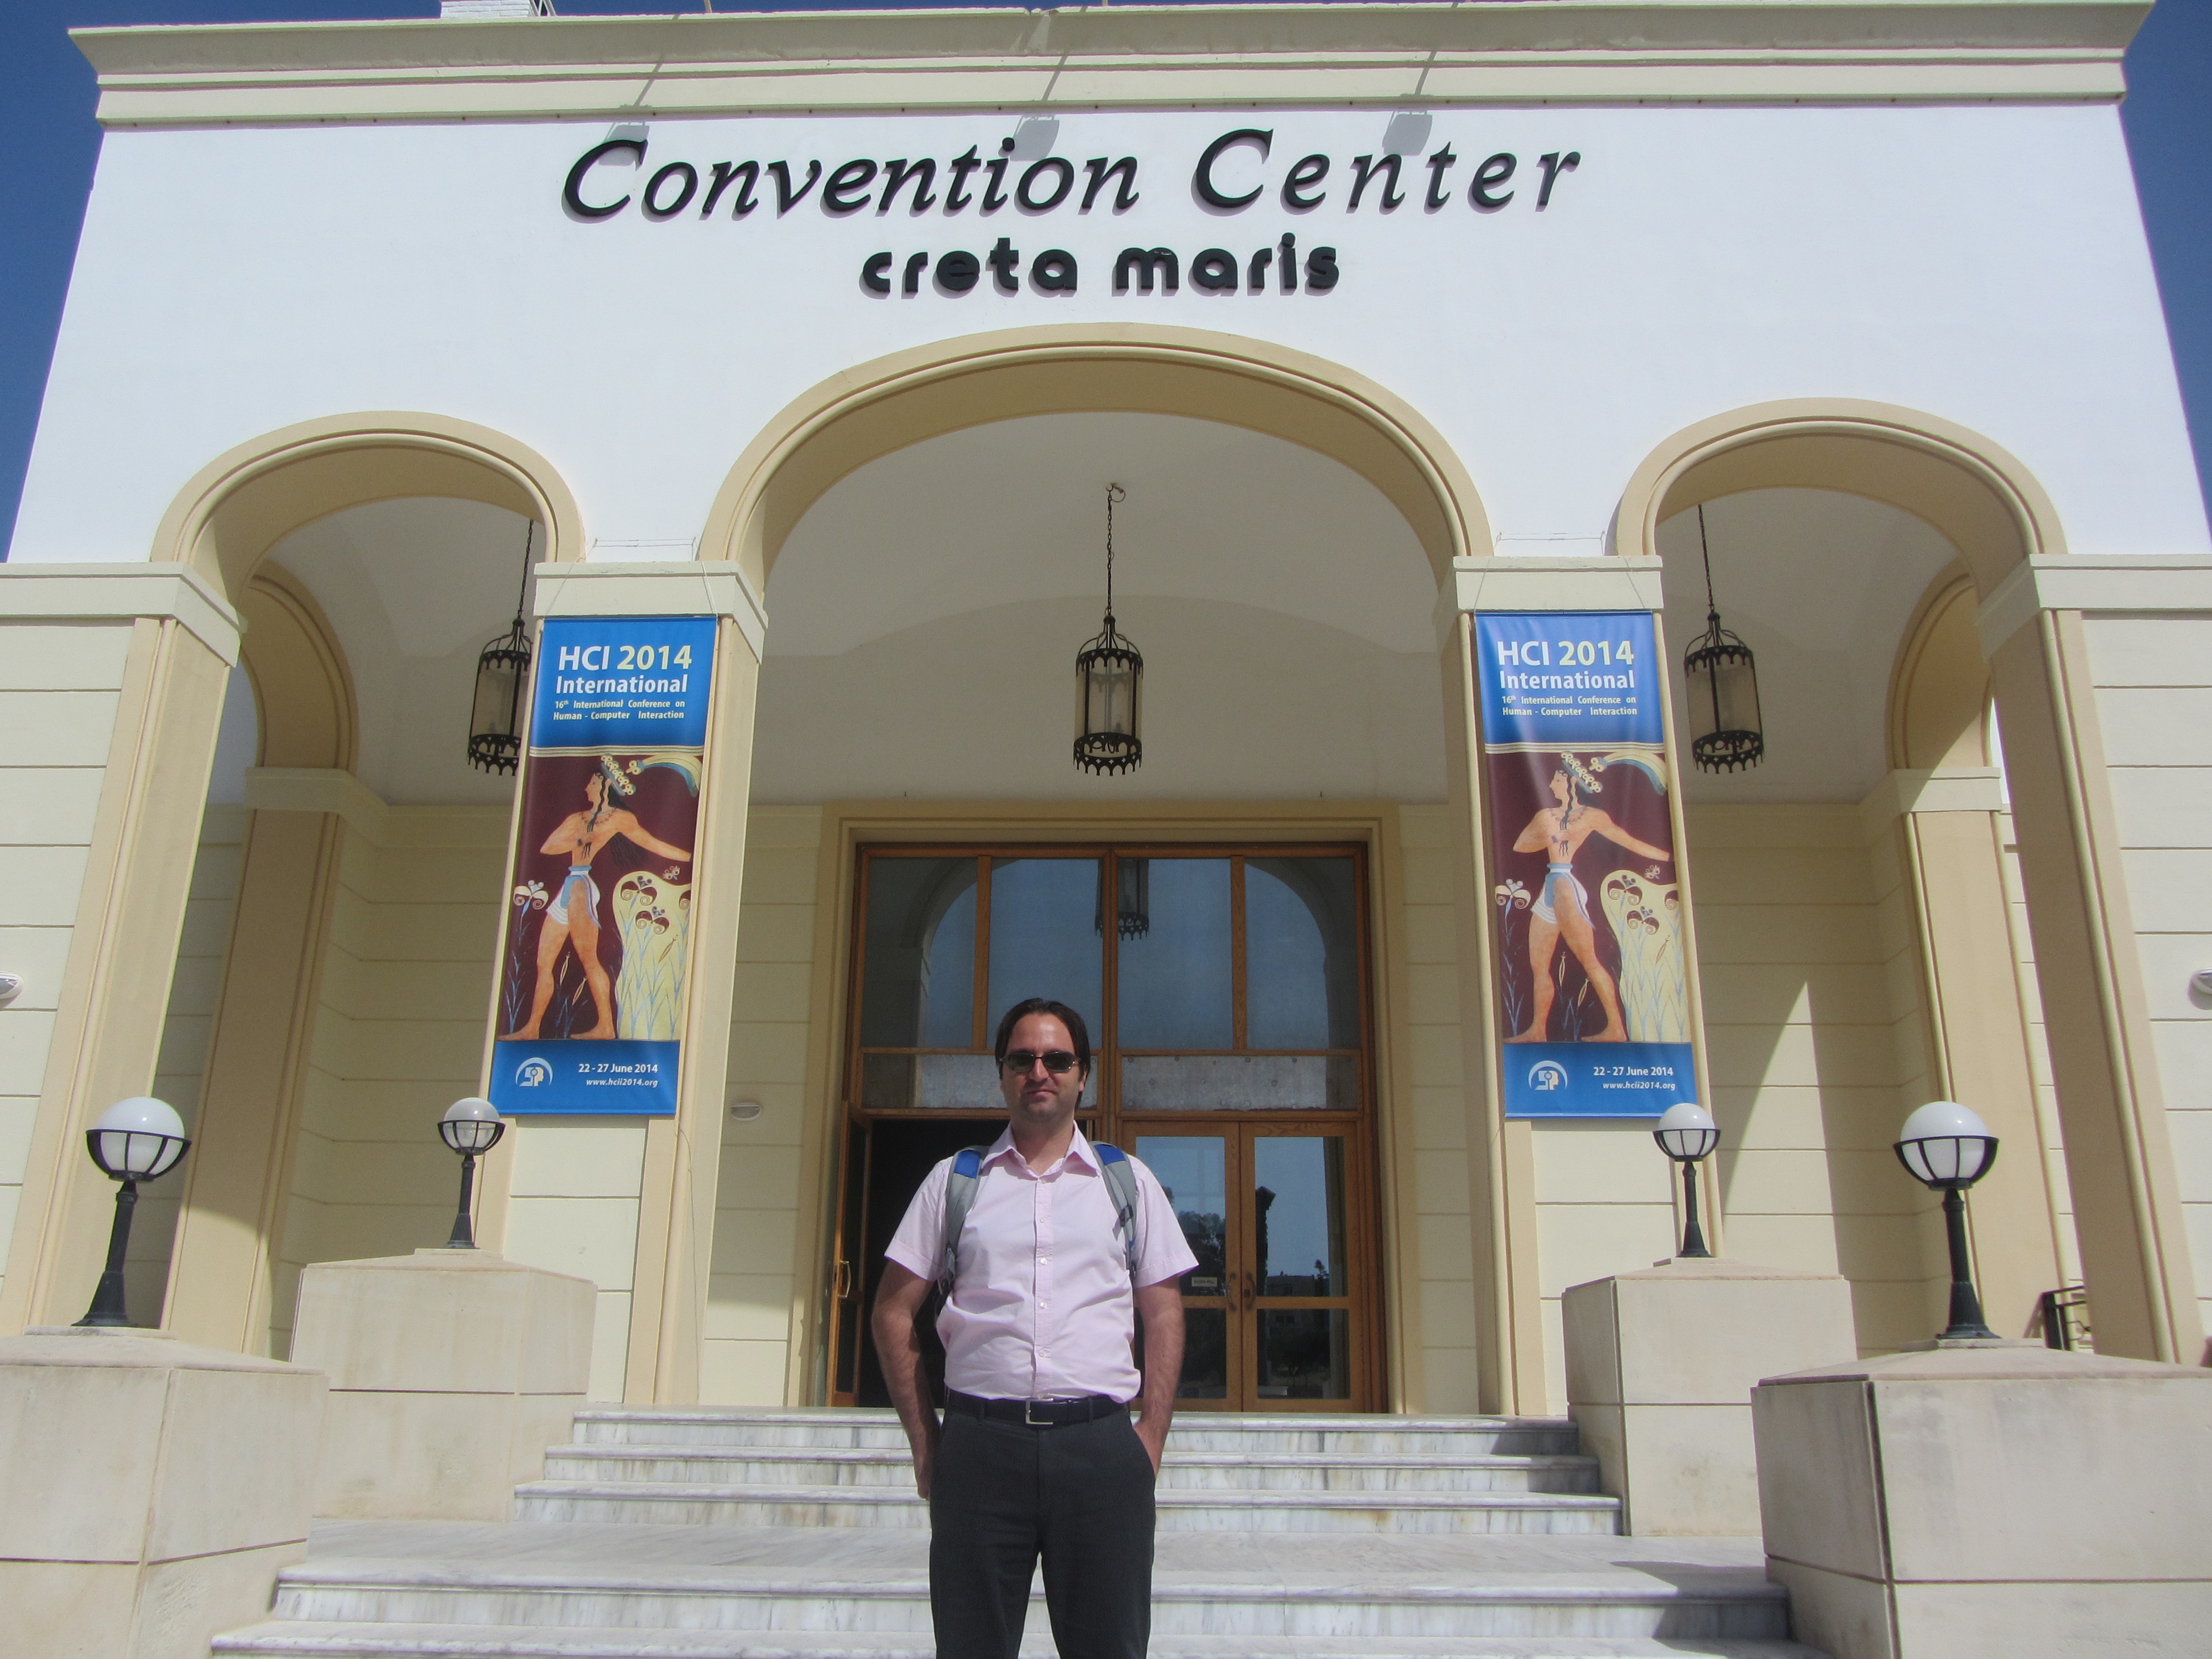 Convention Center
creta maris
HCI 2014
International
16th International Conference on
Human - Computer Interaction
22 - 27 June 2014
www.hcii2014.org
HCI 2014
International
16th International Conference on
Human - Computer Interaction
22 - 27 June 2014
www.hcii2014.org